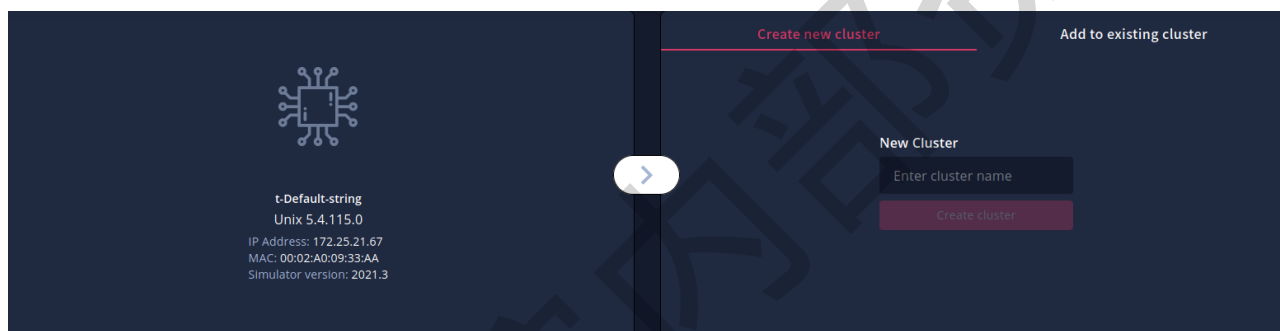 Create new cluster
Add to existing cluster
New Cluster
Enter cluster name
Create cluster
t-Default-string
Unix 5.4.115.0
IP Address: 172.25.21.67
MAC: 00:02:A0:09:33:AA
Simulator version: 2021.3
内部